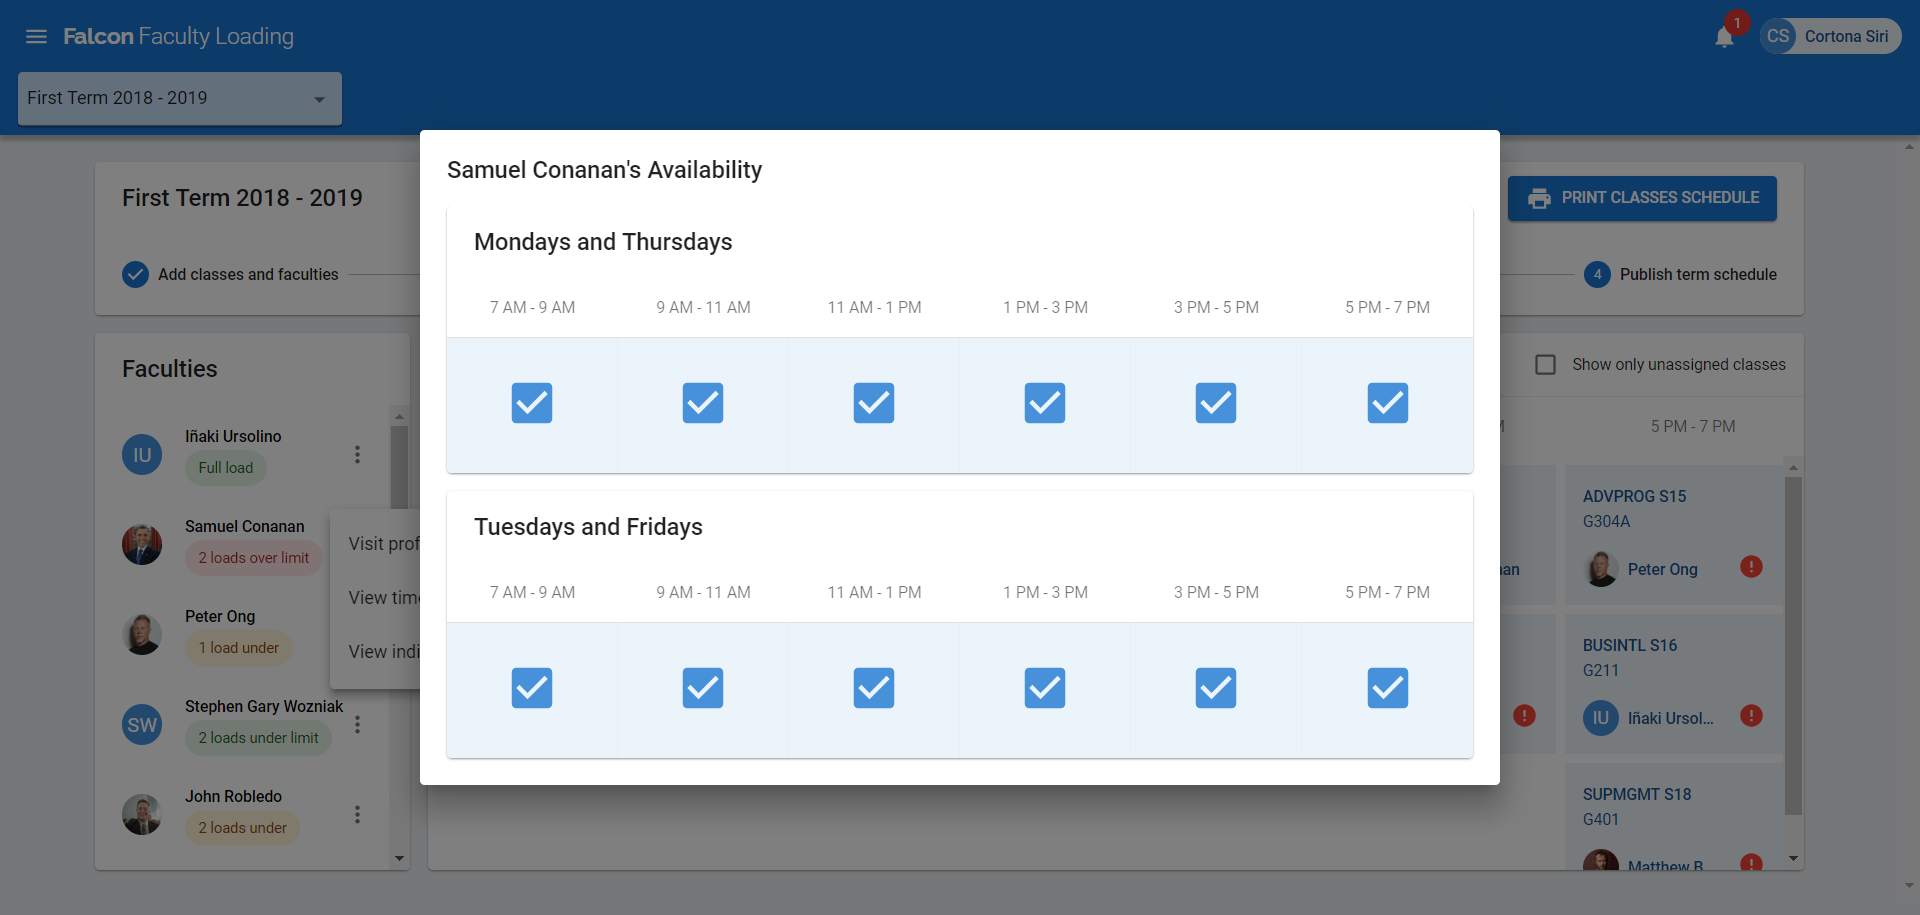 Falcon Faculty Loading
1
CS Cortona Siri
First Term 2018 - 2019
First Term 2018 - 2019
PRINT CLASSES SCHEDULE
Add classes and faculties
4 Publish term schedule
Faculties
IU
Iñaki Ursolino
Full load
Samuel Conanan
2 loads over limit
Peter Ong
1 load under
SW
Stephen Gary Wozniak
2 loads under limit
John Robledo
2 loads under
Visit prof
View time
View indi
Samuel Conanan's Availability
Mondays and Thursdays
7 AM - 9 AM 9 AM - 11 AM 11 AM - 1 PM 1 PM - 3 PM 3 PM - 5 PM 5 PM - 7 PM
Tuesdays and Fridays
7 AM - 9 AM 9 AM - 11 AM 11 AM - 1 PM 1 PM - 3 PM 3 PM - 5 PM 5 PM - 7 PM
Show only unassigned classes
5 PM - 7 PM
nan
ADVPROG S15
G304A
Peter Ong
BUSINTL S16
G211
IU Iñaki Ursol...
SUPMGMT S18
G401
Matthew B